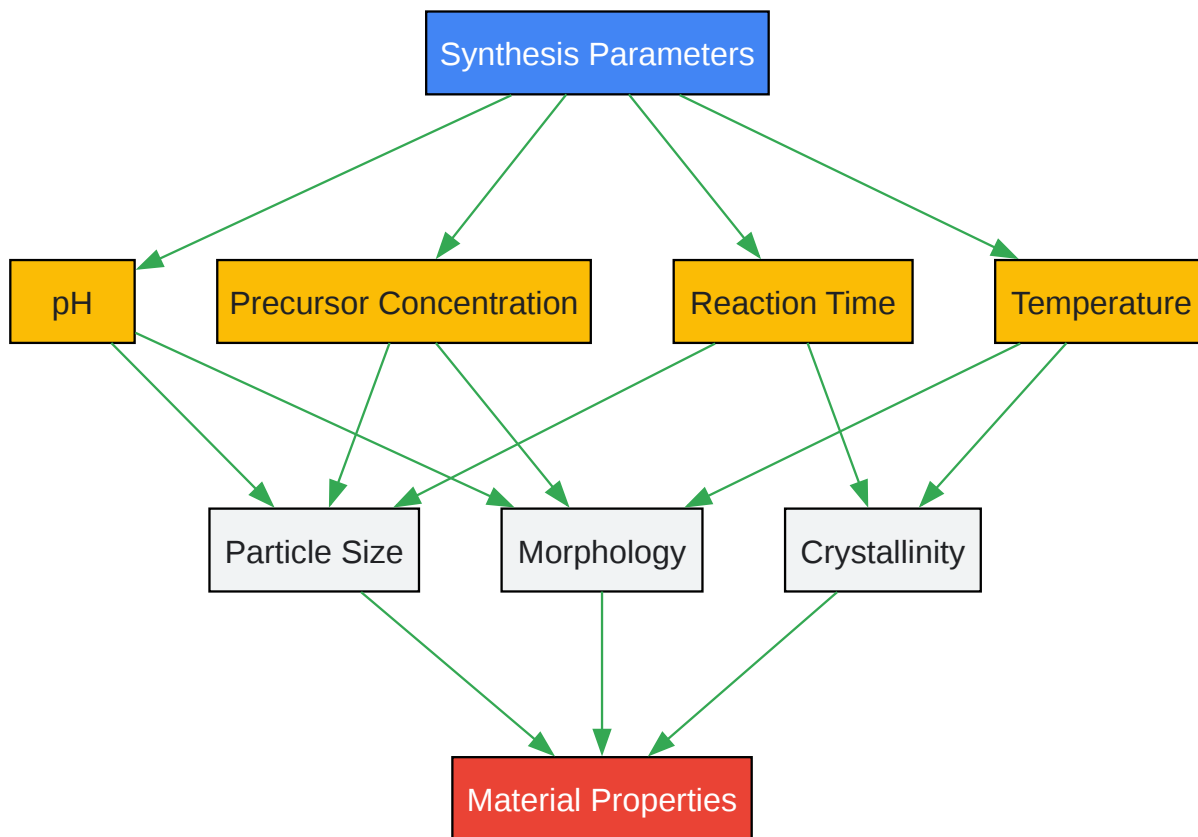 Synthesis Parameters
pH
Precursor Concentration
Reaction Time
Temperature
Particle Size
Morphology
Crystallinity
Material Properties